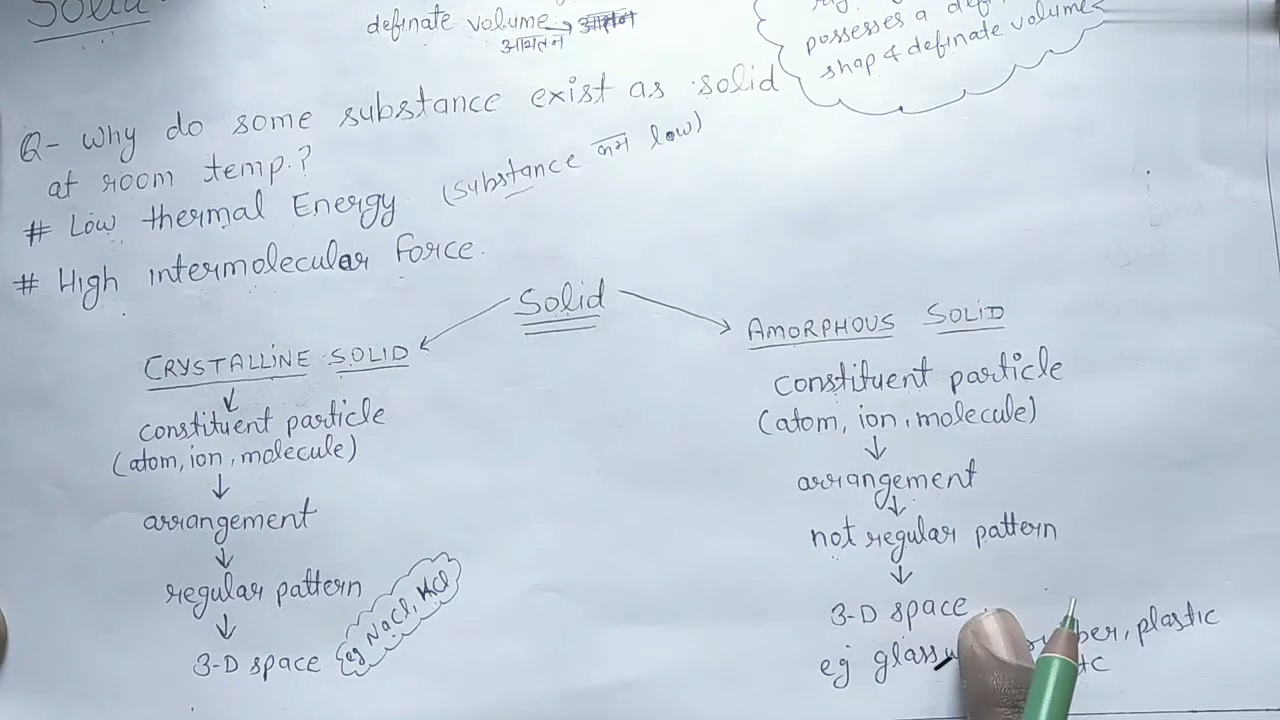 Solid
definate volume → आयतन
आयतन
possesses a
shap & definate volume
Q- Why do some substance exist as solid
at room temp.?
# Low thermal Energy (substance का low)
# High intermolecular force.
Solid
CRYSTALLINE SOLID
constituent particle
(atom, ion, molecule)
arrangement
regular pattern
3-D space
eg NaCl, KCl
AMORPHOUS SOLID
constituent particle
(atom, ion, molecule)
arrangement
not regular pattern
3-D space
eg glass plastic